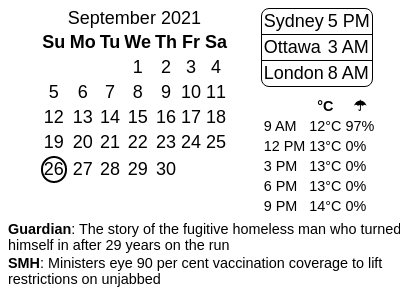 September 2021
Su Mo Tu We Th Fr Sa
1 2 3 4
5 6 7 8 9 10 11
12 13 14 15 16 17 18
19 20 21 22 23 24 25
26 27 28 29 30
Sydney 5 PM
Ottawa 3 AM
London 8 AM
°C ☂
9 AM 12°C 97%
12 PM 13°C 0%
3 PM 13°C 0%
6 PM 13°C 0%
9 PM 14°C 0%
Guardian: The story of the fugitive homeless man who turned
himself in after 29 years on the run
SMH: Ministers eye 90 per cent vaccination coverage to lift
restrictions on unjabbed